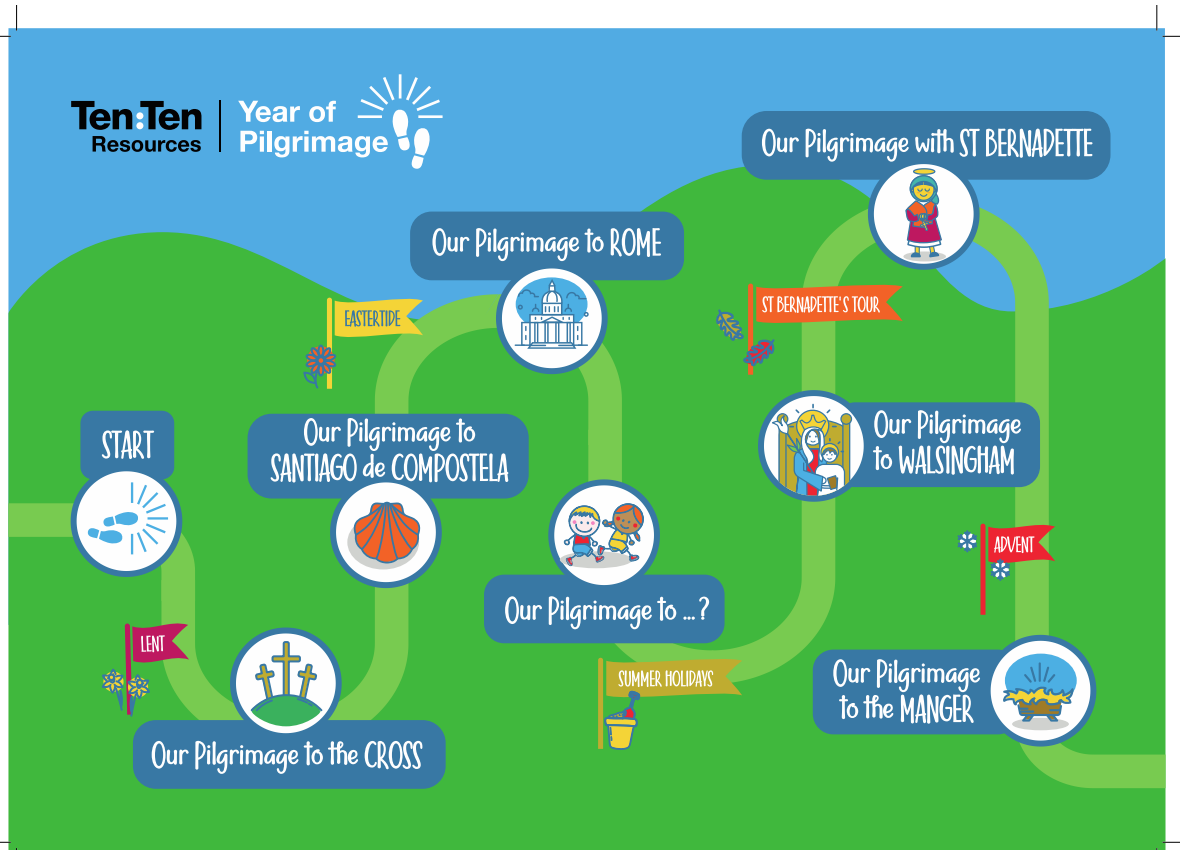 Ten:Ten
Resources
Year of
Pilgrimage
Our Pilgrimage with ST BERNADETTE
Our Pilgrimage to ROME
EASTERTIDE
ST BERNADETTE'S TOUR
START
Our Pilgrimage to
SANTIAGO de COMPOSTELA
Our Pilgrimage
to WALSINGHAM
ADVENT
Our Pilgrimage to ...?
LENT
SUMMER HOLIDAYS
Our Pilgrimage
to the MANGER
Our Pilgrimage to the CROSS